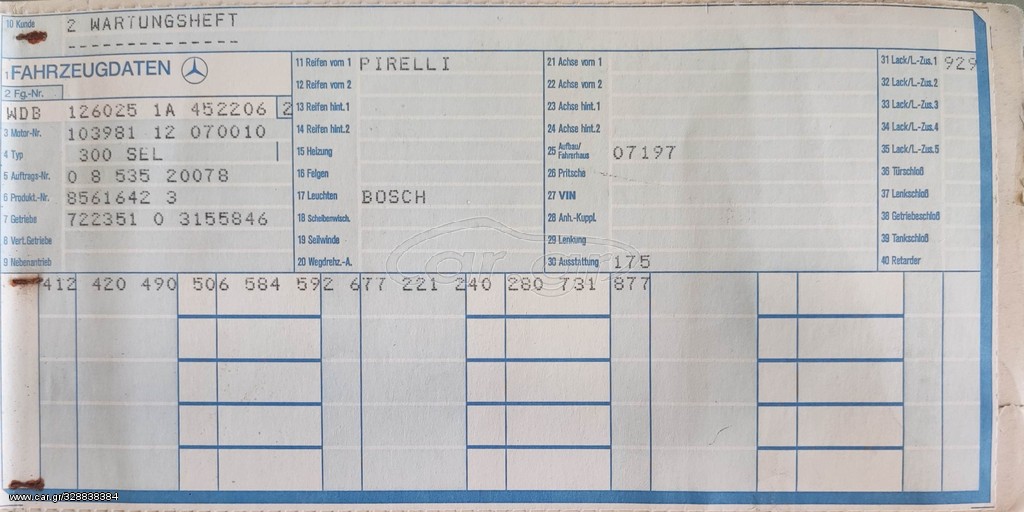 10 Kunde 2 WARTUNGSHEFT
1 FAHRZEUGDATEN
2 Fg.-Nr.
WDB 126025 1A 452206 2
3 Motor-Nr. 103981 12 070010
4 Typ 300 SEL
5 Auftrags-Nr. 0 8 535 20078
6 Produkt.-Nr. 8561642 3
7 Getriebe 722351 0 3155846
8 Vert.Getriebe
9 Nebenantrieb
11 Reifen vorn 1 PIRELLI
12 Reifen vorn 2
13 Reifen hint.1
14 Reifen hint.2
15 Heizung
16 Felgen
17 Leuchten BOSCH
18 Scheibenwisch.
19 Seilwinde
20 Wegdrehz.-A.
21 Achse vorn 1
22 Achse vorn 2
23 Achse hint.1
24 Achse hint.2
25 Aufbau/Fahrerhaus 07197
26 Pritsche
27 VIN
28 Anh.-Kuppl.
29 Lenkung
30 Ausstattung 175
31 Lack/L.-Zus.1 929
32 Lack/L.-Zus.2
33 Lack/L.-Zus.3
34 Lack/L.-Zus.4
35 Lack/L.-Zus.5
36 Türschloß
37 Lenkschloß
38 Getriebeschloß
39 Tankschloß
40 Retarder
412 420 490 506 584 592 677 221 240 280 731 877
car.gr
www.car.gr/328838384